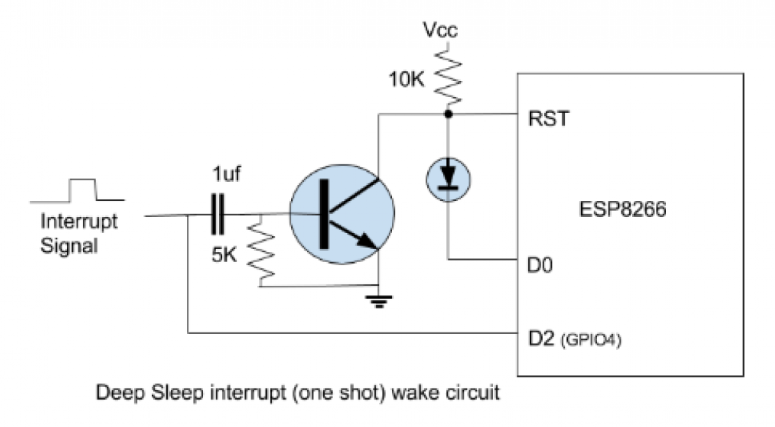 Vcc
10K
RST
1uf
ESP8266
Interrupt
Signal
5K
D0
D2 (GPIO4)
Deep Sleep interrupt (one shot) wake circuit